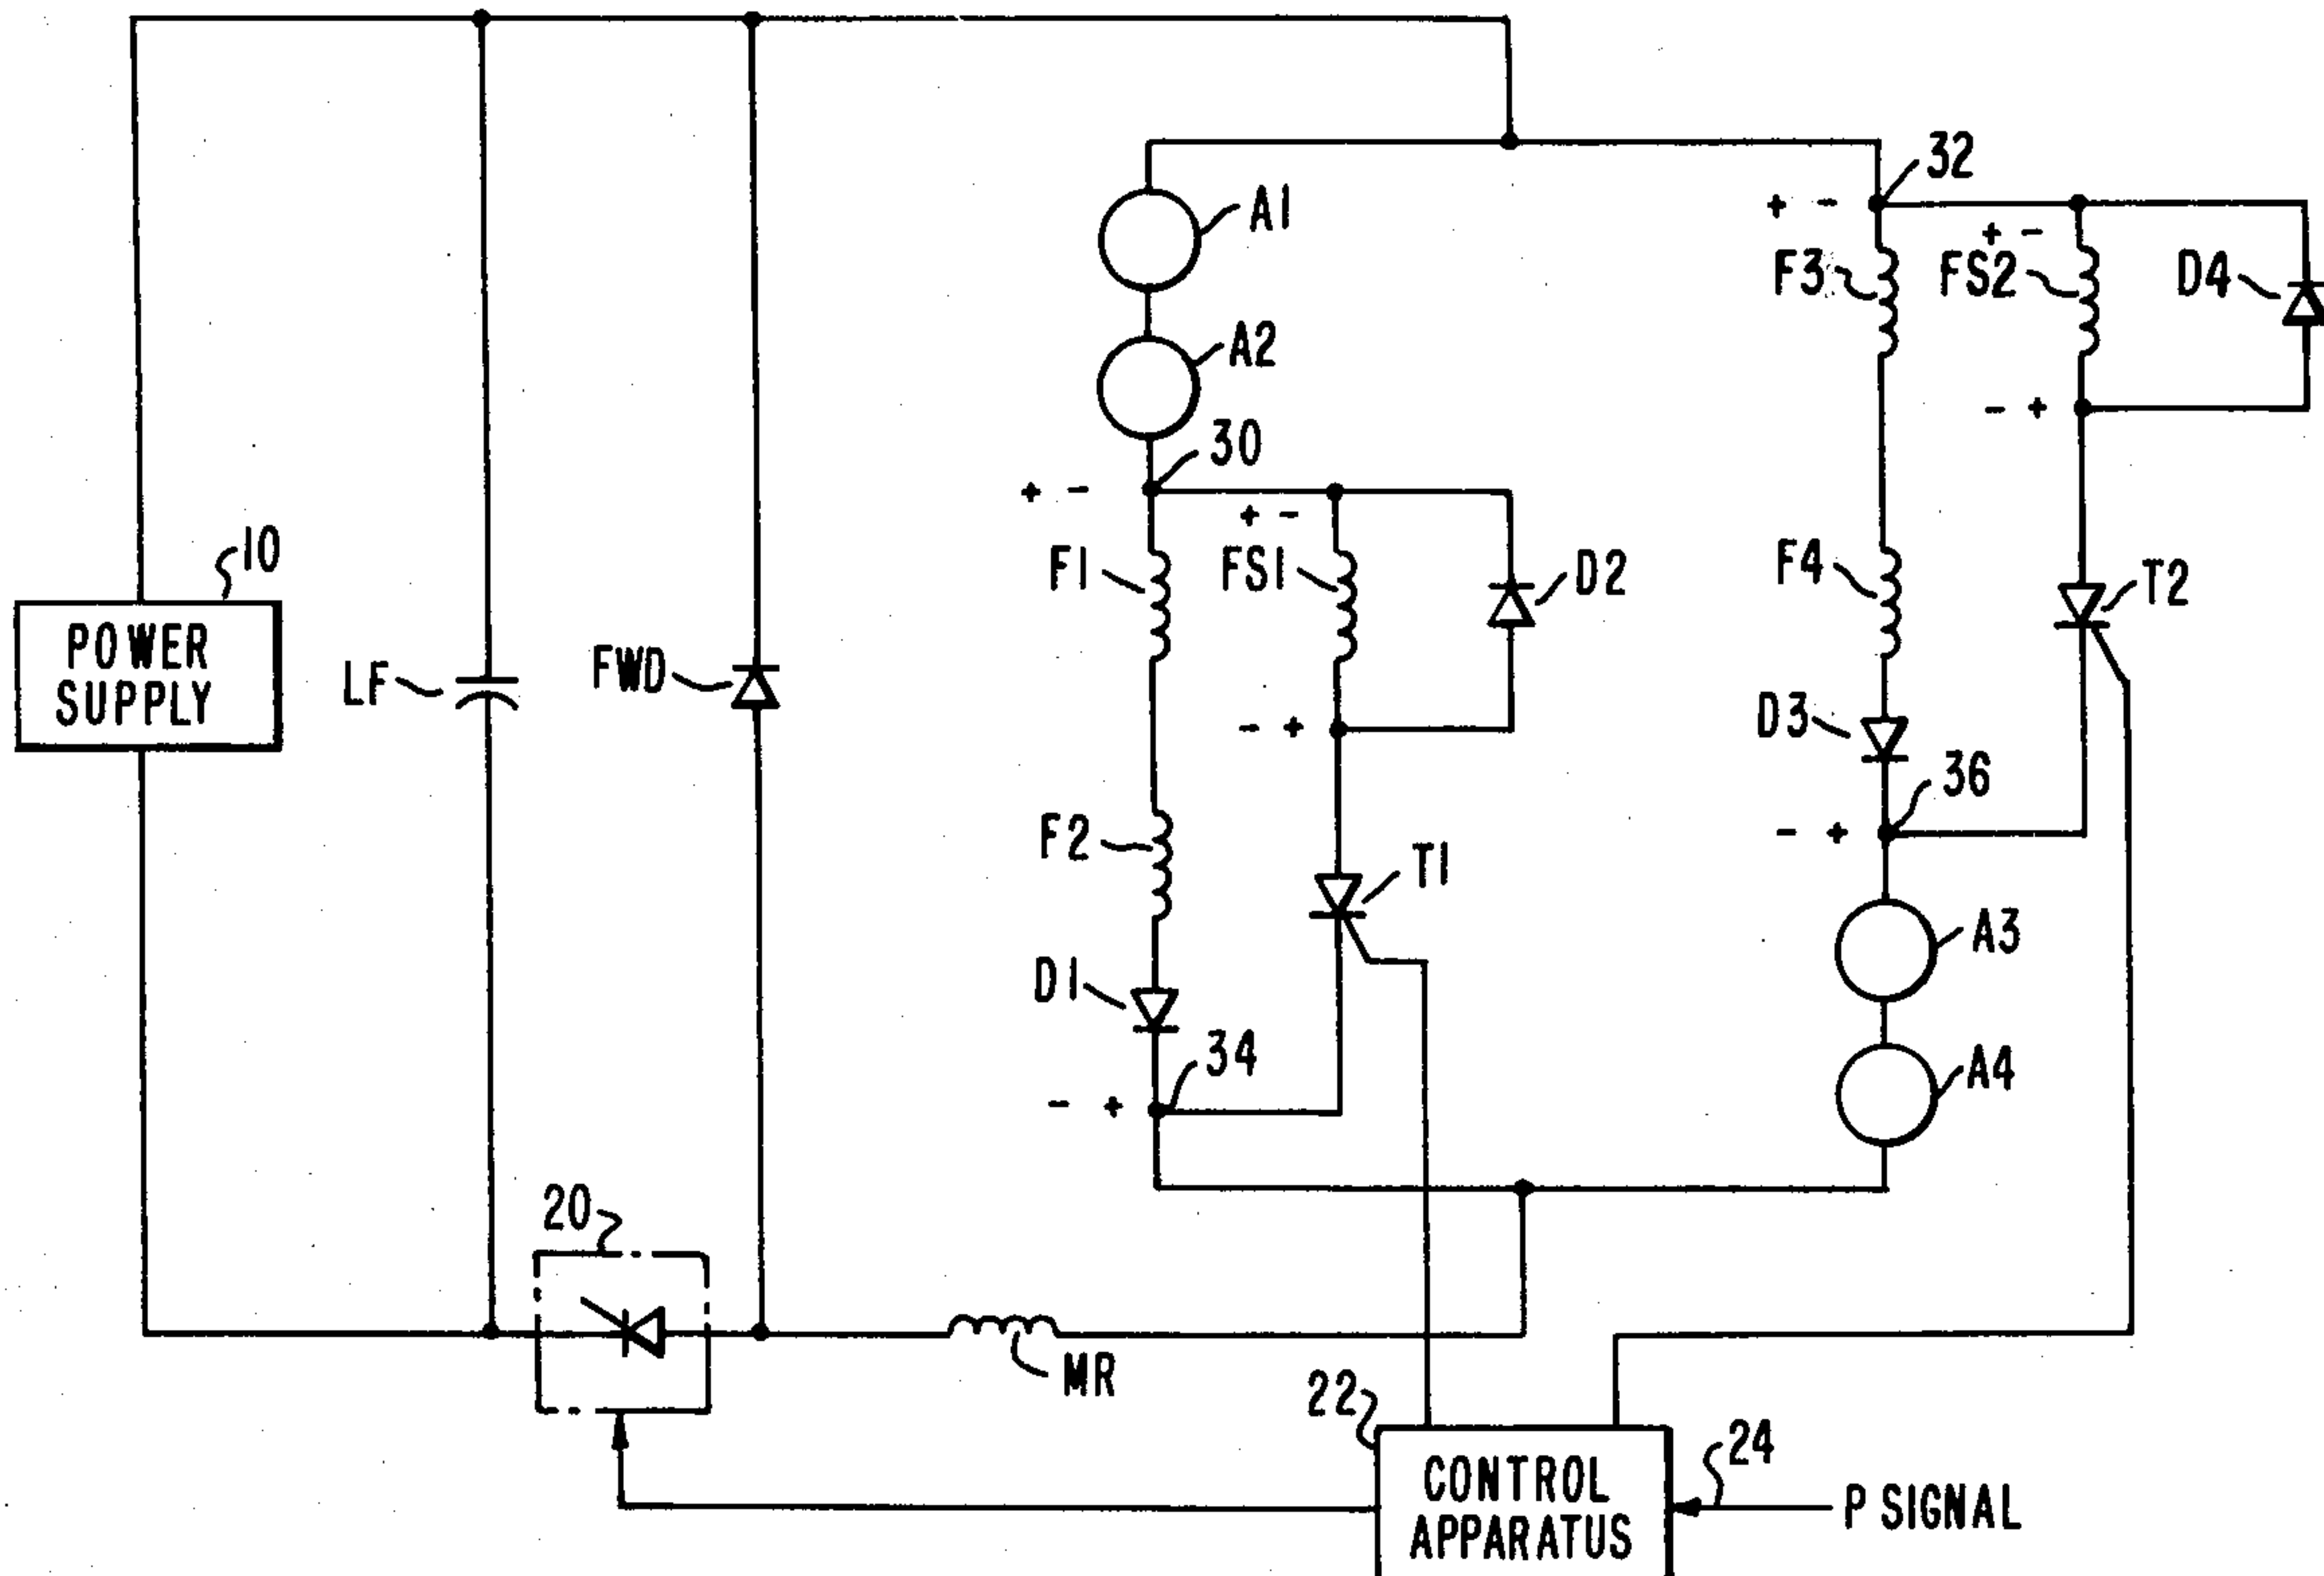 32
A1
+ -
+ -
F3
FS2
D4
A2
- +
30
+ -
+ -
10
F1
FS1
D2
F4
T2
POWER
SUPPLY
LF
FWD
- +
D3
36
F2
T1
- +
A3
D1
34
A4
- +
20
MR
22
24
CONTROL
APPARATUS
P SIGNAL